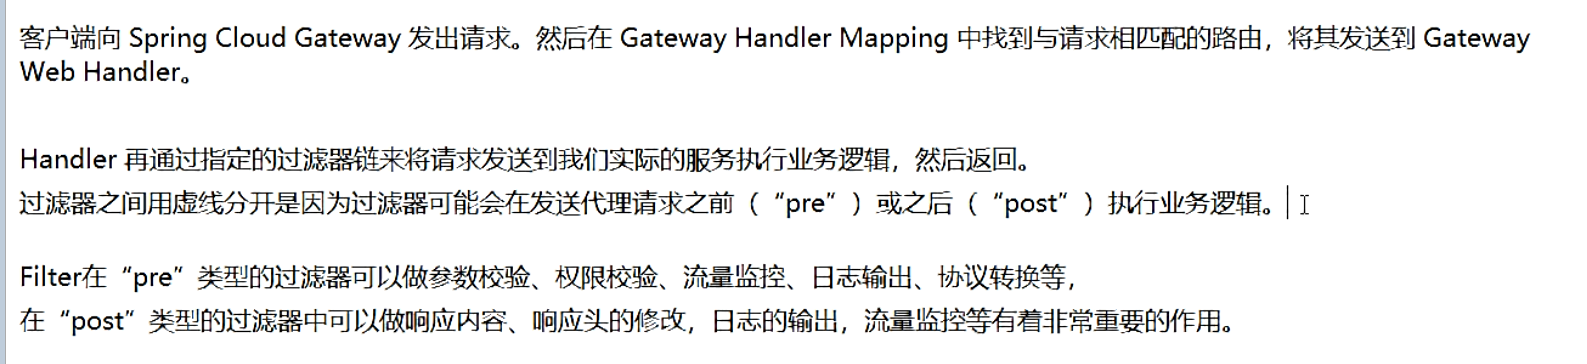 客户端向 Spring Cloud Gateway 发出请求。然后在 Gateway Handler Mapping 中找到与请求相匹配的路由，将其发送到 Gateway
Web Handler。
Handler 再通过指定的过滤器链来将请求发送到我们实际的服务执行业务逻辑，然后返回。
过滤器之间用虚线分开是因为过滤器可能会在发送代理请求之前（“pre”）或之后（“post”）执行业务逻辑。
Filter在“pre”类型的过滤器可以做参数校验、权限校验、流量监控、日志输出、协议转换等，
在“post”类型的过滤器中可以做响应内容、响应头的修改，日志的输出，流量监控等有着非常重要的作用。